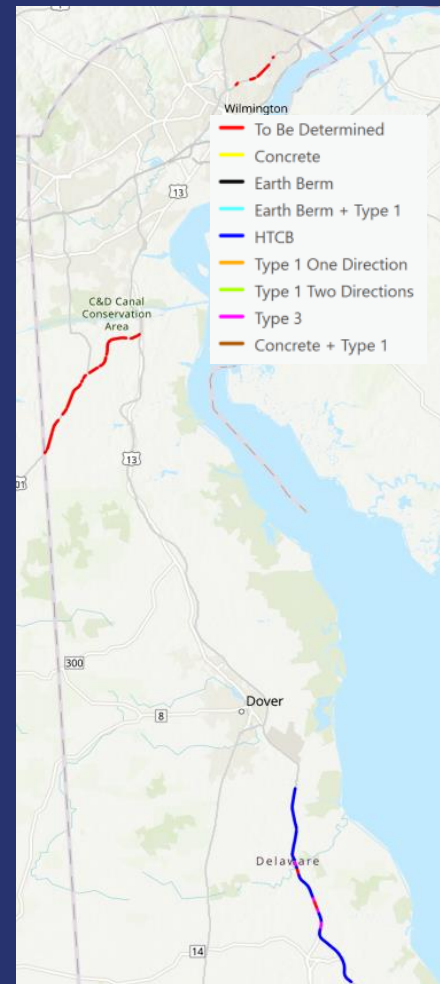 Wilmington
To Be Determined
Concrete
Earth Berm
Earth Berm + Type 1
HTCB
Type 1 One Direction
Type 1 Two Directions
Type 3
Concrete + Type 1
13
C&D Canal
Conservation
Area
13
01
300
Dover
8
Delaware
14